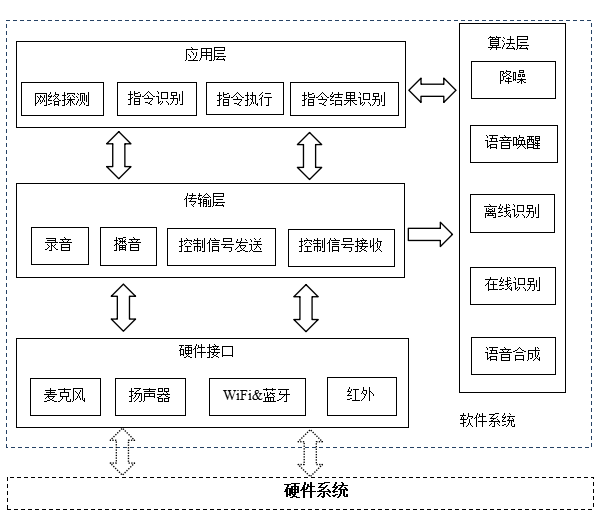 应用层
网络探测
指令识别
指令执行
指令结果识别
传输层
录音
播音
控制信号发送
控制信号接收
硬件接口
麦克风
扬声器
WiFi&蓝牙
红外
算法层
降噪
语音唤醒
离线识别
在线识别
语音合成
软件系统
硬件系统